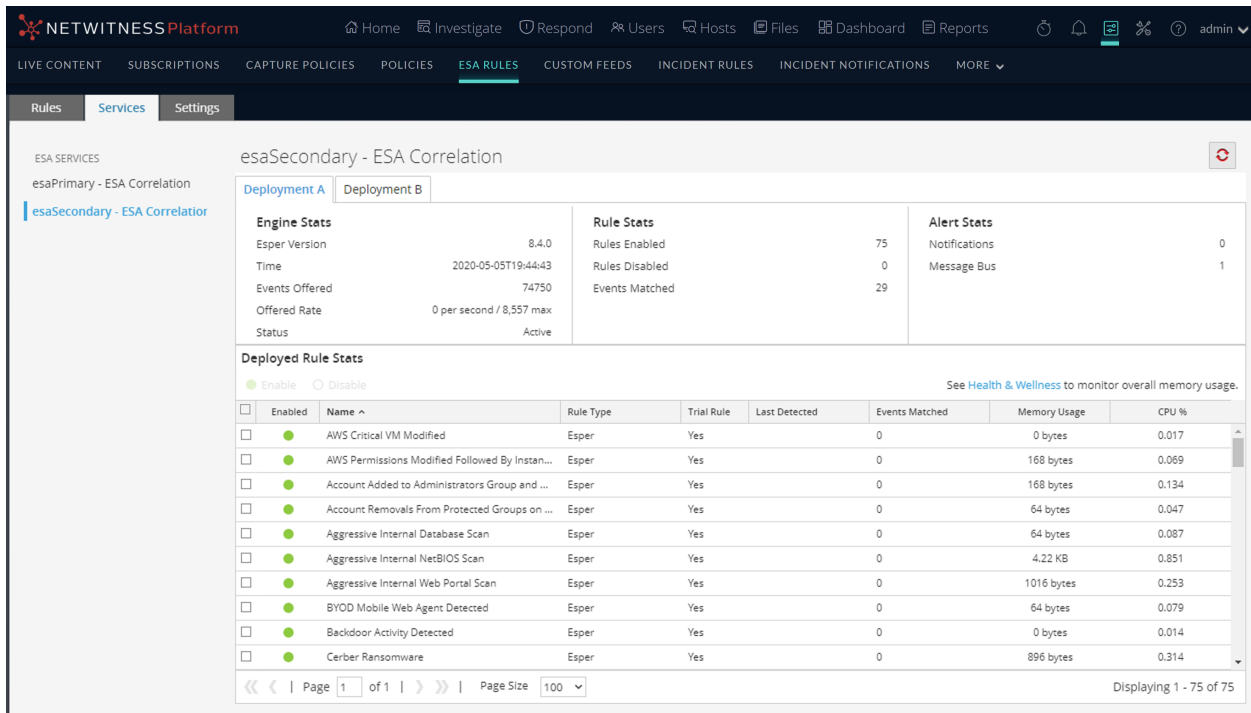 NETWITNESS Platform Home Investigate Respond Users Hosts Files Dashboard Reports admin
LIVE CONTENT SUBSCRIPTIONS CAPTURE POLICIES POLICIES ESA RULES CUSTOM FEEDS INCIDENT RULES INCIDENT NOTIFICATIONS MORE
Rules Services Settings
ESA SERVICES
esaPrimary - ESA Correlation
esaSecondary - ESA Correlation
esaSecondary - ESA Correlation
Deployment A Deployment B
Engine Stats
Esper Version 8.4.0
Time 2020-05-05T19:44:43
Events Offered 74750
Offered Rate 0 per second / 8,557 max
Status Active
Rule Stats
Rules Enabled 75
Rules Disabled 0
Events Matched 29
Alert Stats
Notifications 0
Message Bus 1
Deployed Rule Stats
Enable Disable See Health & Wellness to monitor overall memory usage.
Enabled Name Rule Type Trial Rule Last Detected Events Matched Memory Usage CPU %
AWS Critical VM Modified Esper Yes 0 0 bytes 0.017
AWS Permissions Modified Followed By Instan... Esper Yes 0 168 bytes 0.069
Account Added to Administrators Group and ... Esper Yes 0 168 bytes 0.134
Account Removals From Protected Groups on ... Esper Yes 0 64 bytes 0.047
Aggressive Internal Database Scan Esper Yes 0 64 bytes 0.087
Aggressive Internal NetBIOS Scan Esper Yes 0 4.22 KB 0.851
Aggressive Internal Web Portal Scan Esper Yes 0 1016 bytes 0.253
BYOD Mobile Web Agent Detected Esper Yes 0 64 bytes 0.079
Backdoor Activity Detected Esper Yes 0 0 bytes 0.014
Cerber Ransomware Esper Yes 0 896 bytes 0.314
Page 1 of 1 Page Size 100 Displaying 1 - 75 of 75